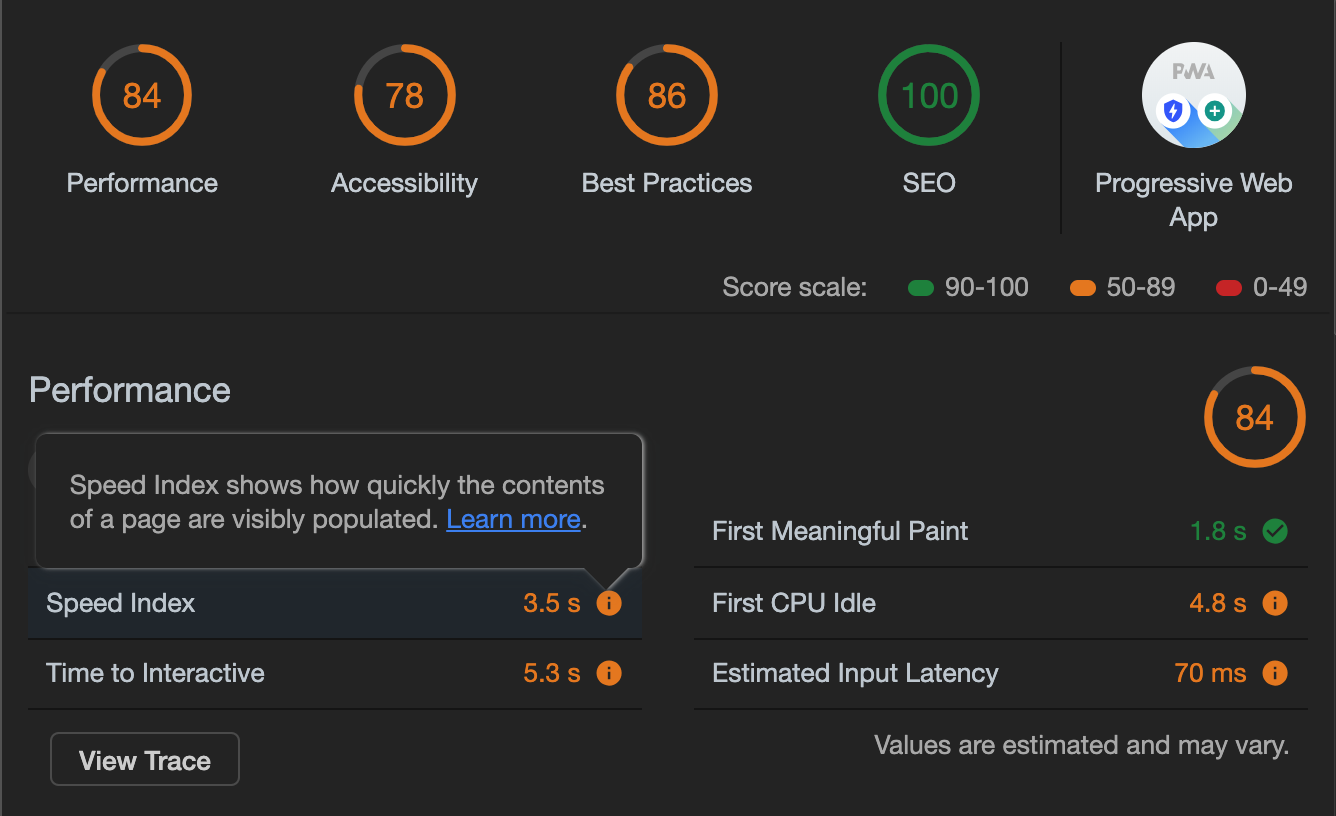 84
78
86
100
PWA
Performance
Accessibility
Best Practices
SEO
Progressive Web
App
Score scale:
90-100
50-89
0-49
Performance
84
Speed Index shows how quickly the contents
of a page are visibly populated. Learn more.
First Meaningful Paint
1.8 s
Speed Index
3.5 s
First CPU Idle
4.8 s
Time to Interactive
5.3 s
Estimated Input Latency
70 ms
View Trace
Values are estimated and may vary.